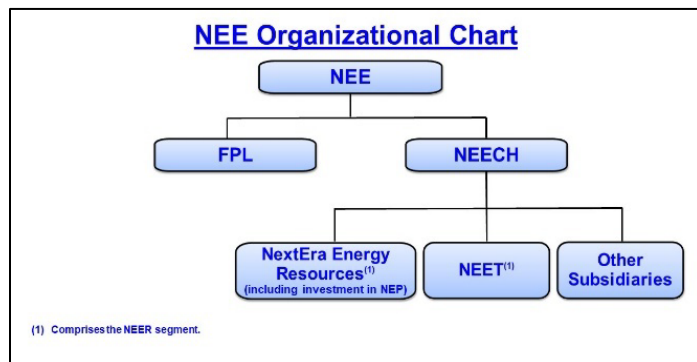 NEE Organizational Chart
NEE
FPL
NEECH
NextEra Energy
Resources(1)
(including investment in NEP)
NEET(1)
Other
Subsidiaries
(1) Comprises the NEER segment.